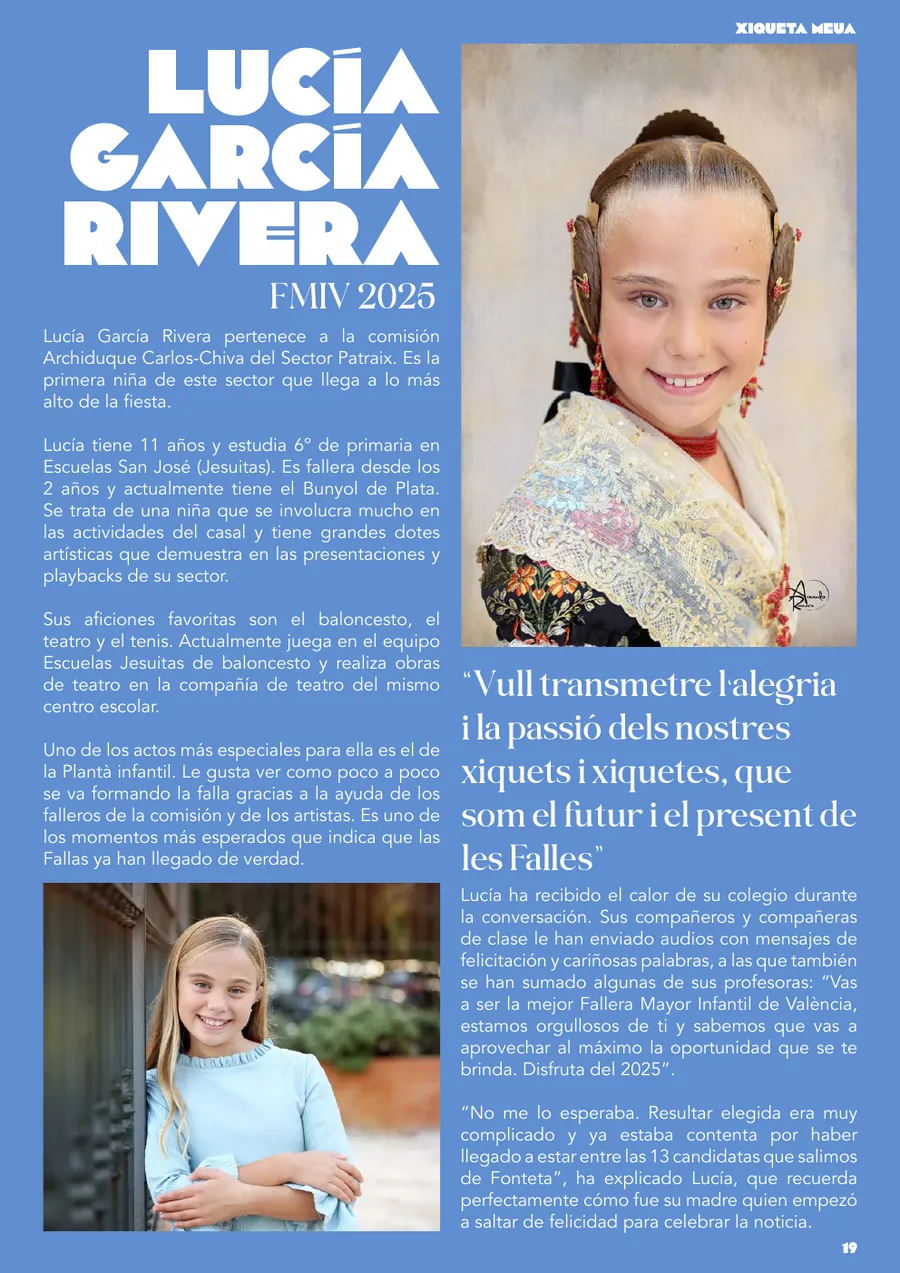 XIQUETA MEUA
LUCÍA
GARCÍA
RIVERA
FMIV 2025
Lucía García Rivera pertenece a la comisión
Archiduque Carlos-Chiva del Sector Patraix. Es la
primera niña de este sector que llega a lo más
alto de la fiesta.
Lucía tiene 11 años y estudia 6º de primaria en
Escuelas San José (Jesuitas). Es fallera desde los
2 años y actualmente tiene el Bunyol de Plata.
Se trata de una niña que se involucra mucho en
las actividades del casal y tiene grandes dotes
artísticas que demuestra en las presentaciones y
playbacks de su sector.
Sus aficiones favoritas son el baloncesto, el
teatro y el tenis. Actualmente juega en el equipo
Escuelas Jesuitas de baloncesto y realiza obras
de teatro en la compañía de teatro del mismo
centro escolar.
Uno de los actos más especiales para ella es el de
la Plantà infantil. Le gusta ver como poco a poco
se va formando la falla gracias a la ayuda de los
falleros de la comisión y de los artistas. Es uno de
los momentos más esperados que indica que las
Fallas ya han llegado de verdad.
Armando
Romero
“Vull transmetre l‘alegria
i la passió dels nostres
xiquets i xiquetes, que
som el futur i el present de
les Falles”
Lucía ha recibido el calor de su colegio durante
la conversación. Sus compañeros y compañeras
de clase le han enviado audios con mensajes de
felicitación y cariñosas palabras, a las que también
se han sumado algunas de sus profesoras: “Vas
a ser la mejor Fallera Mayor Infantil de València,
estamos orgullosos de ti y sabemos que vas a
aprovechar al máximo la oportunidad que se te
brinda. Disfruta del 2025”.
“No me lo esperaba. Resultar elegida era muy
complicado y ya estaba contenta por haber
llegado a estar entre las 13 candidatas que salimos
de Fonteta”, ha explicado Lucía, que recuerda
perfectamente cómo fue su madre quien empezó
a saltar de felicidad para celebrar la noticia.
19